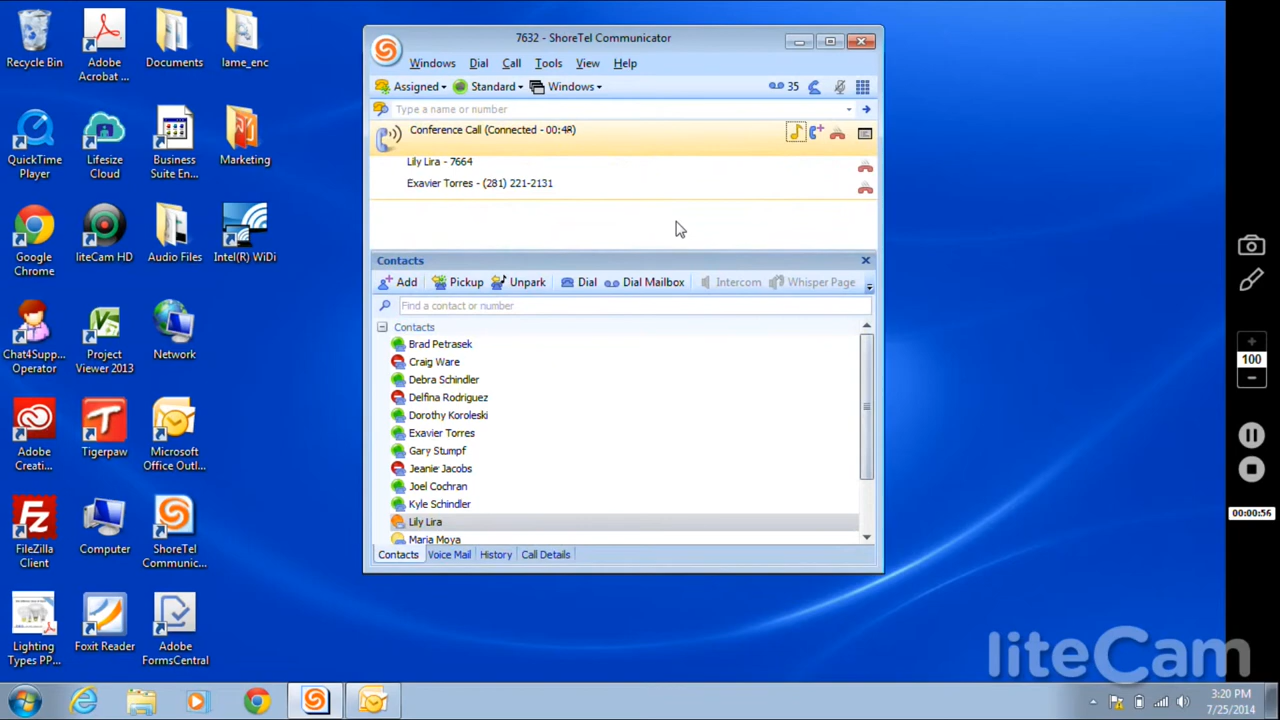 7632 - ShoreTel Communicator
Windows Dial Call Tools View Help
Assigned Standard Windows 35
Type a name or number
Conference Call (Connected - 00:48)
Lily Lira - 7664
Exavier Torres - (281) 221-2131
Contacts
Add Pickup Unpark Dial Dial Mailbox Intercom Whisper Page
Find a contact or number
Contacts
Brad Petrasek
Craig Ware
Debra Schindler
Delfina Rodriguez
Dorothy Koroleski
Exavier Torres
Gary Stumpf
Jeanie Jacobs
Joel Cochran
Kyle Schindler
Lily Lira
Maria Moya
Contacts Voice Mail History Call Details
Recycle Bin
Adobe
Acrobat ...
Documents
lame_enc
QuickTime
Player
Lifesize
Cloud
Business
Suite En...
Marketing
Google
Chrome
liteCam HD
Audio Files
Intel(R) WiDi
Chat4Supp...
Operator
Project
Viewer 2013
Network
Adobe
Creati...
Tigerpaw
Microsoft
Office Outl...
FileZilla
Client
Computer
ShoreTel
Communic...
Lighting
Types PP...
Foxit Reader
Adobe
FormsCentral
100
00:00:56
liteCam
3:20 PM
7/25/2014